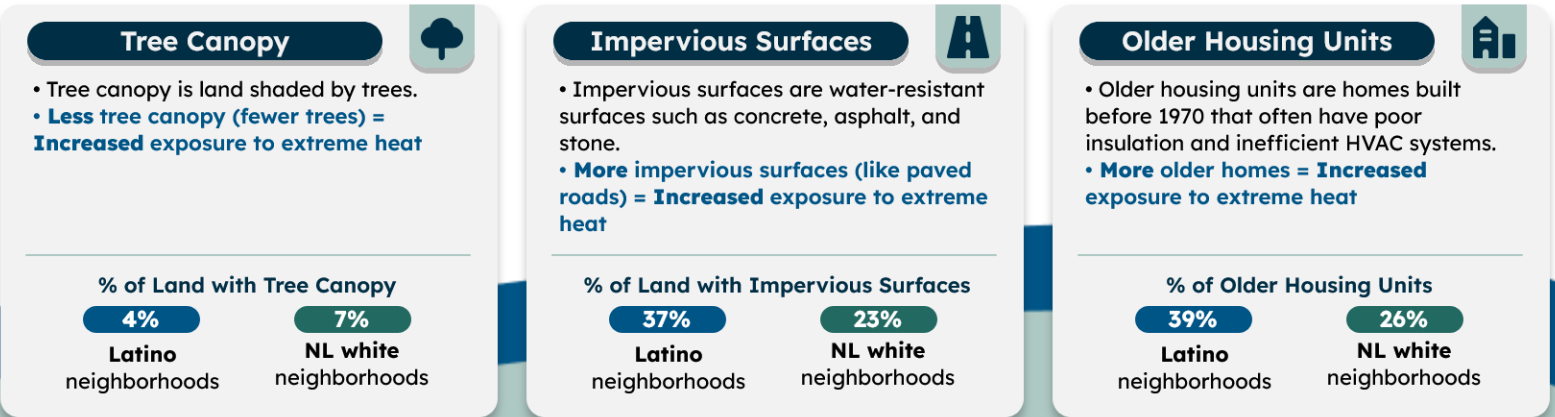 Tree Canopy
• Tree canopy is land shaded by trees.
• Less tree canopy (fewer trees) =
Increased exposure to extreme heat
% of Land with Tree Canopy
4%
Latino
neighborhoods
7%
NL white
neighborhoods
Impervious Surfaces
• Impervious surfaces are water-resistant
surfaces such as concrete, asphalt, and
stone.
• More impervious surfaces (like paved
roads) = Increased exposure to extreme
heat
% of Land with Impervious Surfaces
37%
Latino
neighborhoods
23%
NL white
neighborhoods
Older Housing Units
• Older housing units are homes built
before 1970 that often have poor
insulation and inefficient HVAC systems.
• More older homes = Increased
exposure to extreme heat
% of Older Housing Units
39%
Latino
neighborhoods
26%
NL white
neighborhoods